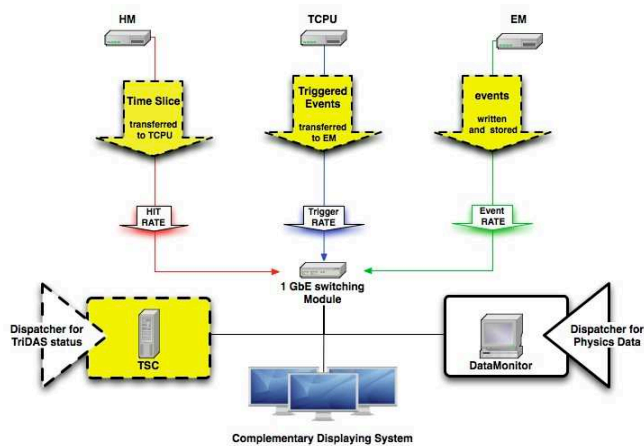 HM
TCPU
EM
Time Slice
transferred
to TCPU
Triggered
Events
transferred
to EM
events
written
and stored
HIT
RATE
Trigger
RATE
Event
RATE
1 GbE switching
Module
Dispatcher for
TriDAS status
TSC
DataMonitor
Dispatcher for
Physics Data
Complementary Displaying System